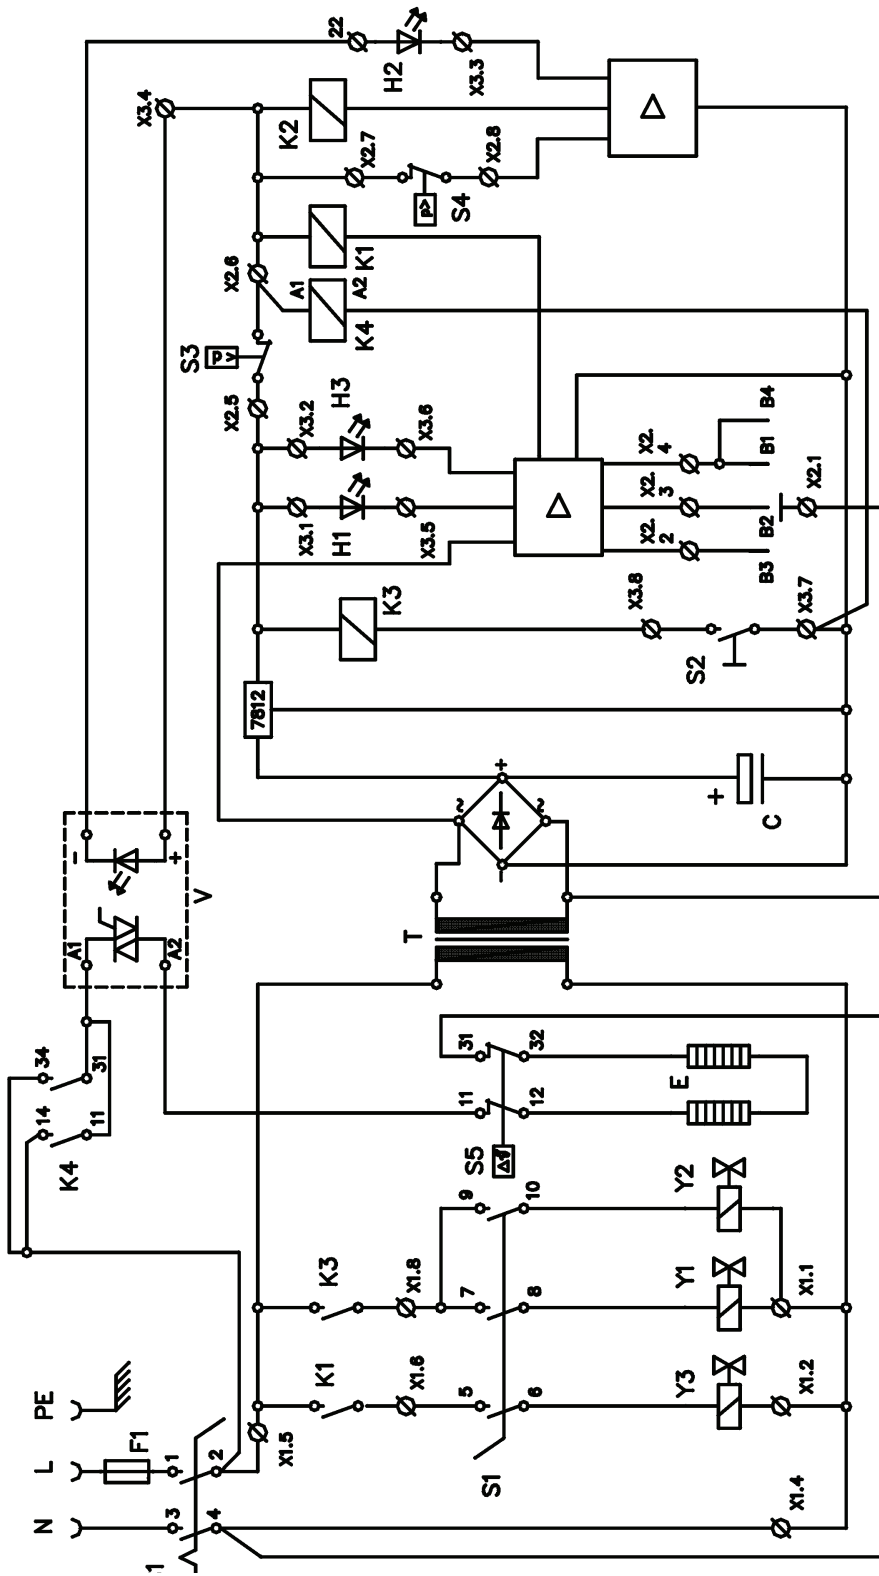 N
L
PE
F1
K4
14
34
11
31
A1
A2
-
+
V
X3.4
22
3
1
4
2
S3
P >
X2.5
X2.6
7812
X1.5
K1
K3
X3.1
X3.2
A1
K2
H1
H3
A2
K4
K1
X2.7
H2
K3
T
X1.6
X1.8
X3.5
X3.6
P>
S4
X2.8
X3.3
5
7
9
11
31
S5
Δϑ
S1
~
~
-
+
6
8
10
12
32
Δ
Δ
X3.8
X2.2
X2.3
X2.4
E
S2
Y3
Y1
Y2
+
C
B3
B2
B1
B4
X1.4
X1.2
X1.1
X3.7
X2.1